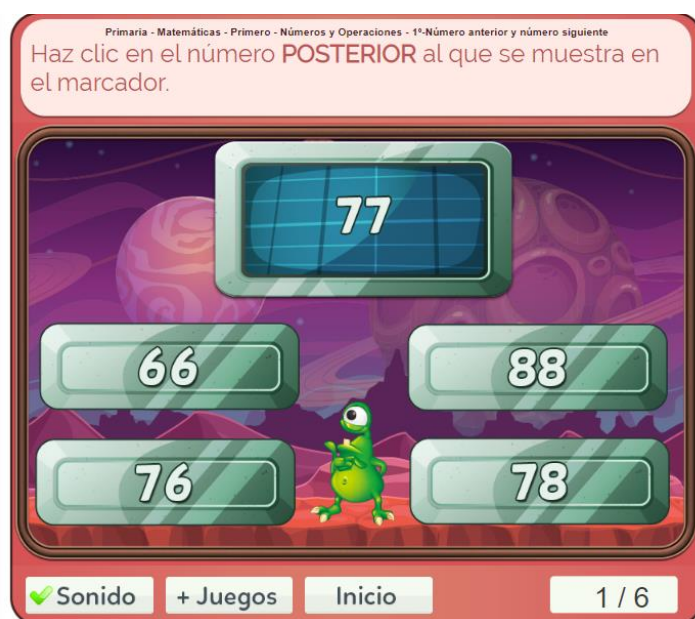 Primaria - Matemáticas - Primero - Números y Operaciones - 1º-Número anterior y número siguiente
Haz clic en el número POSTERIOR al que se muestra en
el marcador.
77
66
88
76
78
Sonido
+ Juegos
Inicio
1 / 6